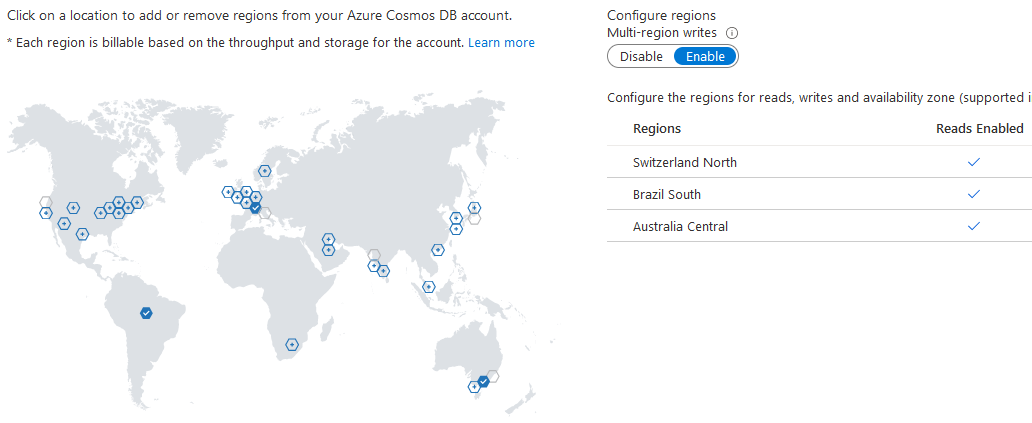 Click on a location to add or remove regions from your Azure Cosmos DB account.
* Each region is billable based on the throughput and storage for the account. Learn more
Configure regions
Multi-region writes
Disable Enable
Configure the regions for reads, writes and availability zone (supported i
Regions Reads Enabled
Switzerland North
Brazil South
Australia Central